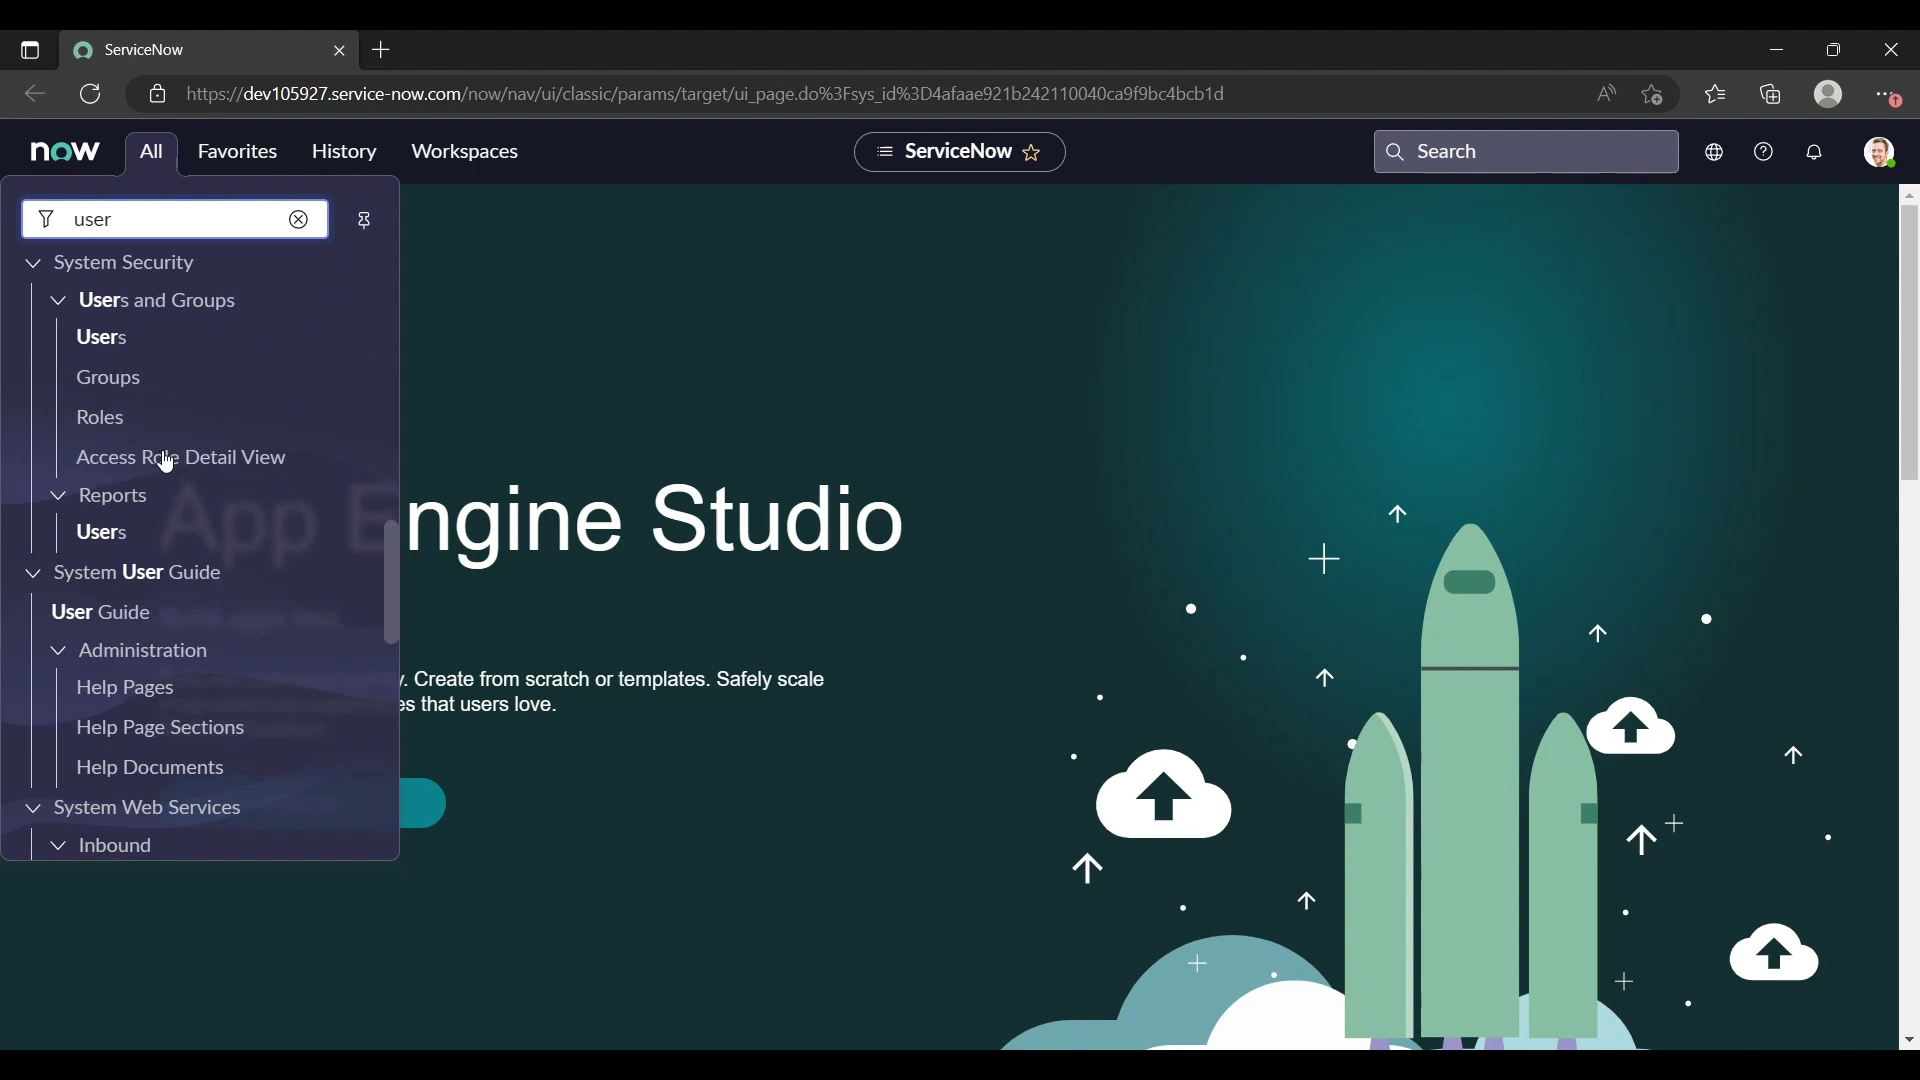 ServiceNow
https://dev105927.service-now.com/now/nav/ui/classic/params/target/ui_page.do%3Fsys_id%3D4afaae921b242110040ca9f9bc4bcb1d
now All Favorites History Workspaces ServiceNow Search
user
System Security
Users and Groups
Users
Groups
Roles
Access Role Detail View
Reports
Users
App Engine Studio
System User Guide
User Guide
Administration
. Create from scratch or templates. Safely scale
Help Pages
es that users love.
Help Page Sections
Help Documents
System Web Services
Inbound